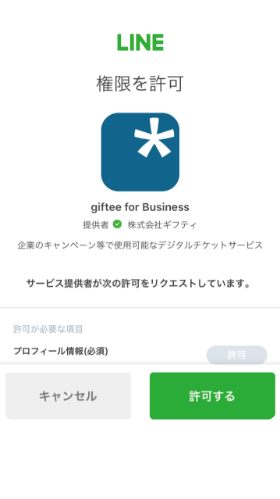 LINE
権限を許可
giftee for Business
提供者 株式会社ギフティ
企業のキャンペーン等で使用可能なデジタルチケットサービス
サービス提供者が次の許可をリクエストしています。
許可が必要な項目
プロフィール情報(必須)
許可
キャンセル
許可する